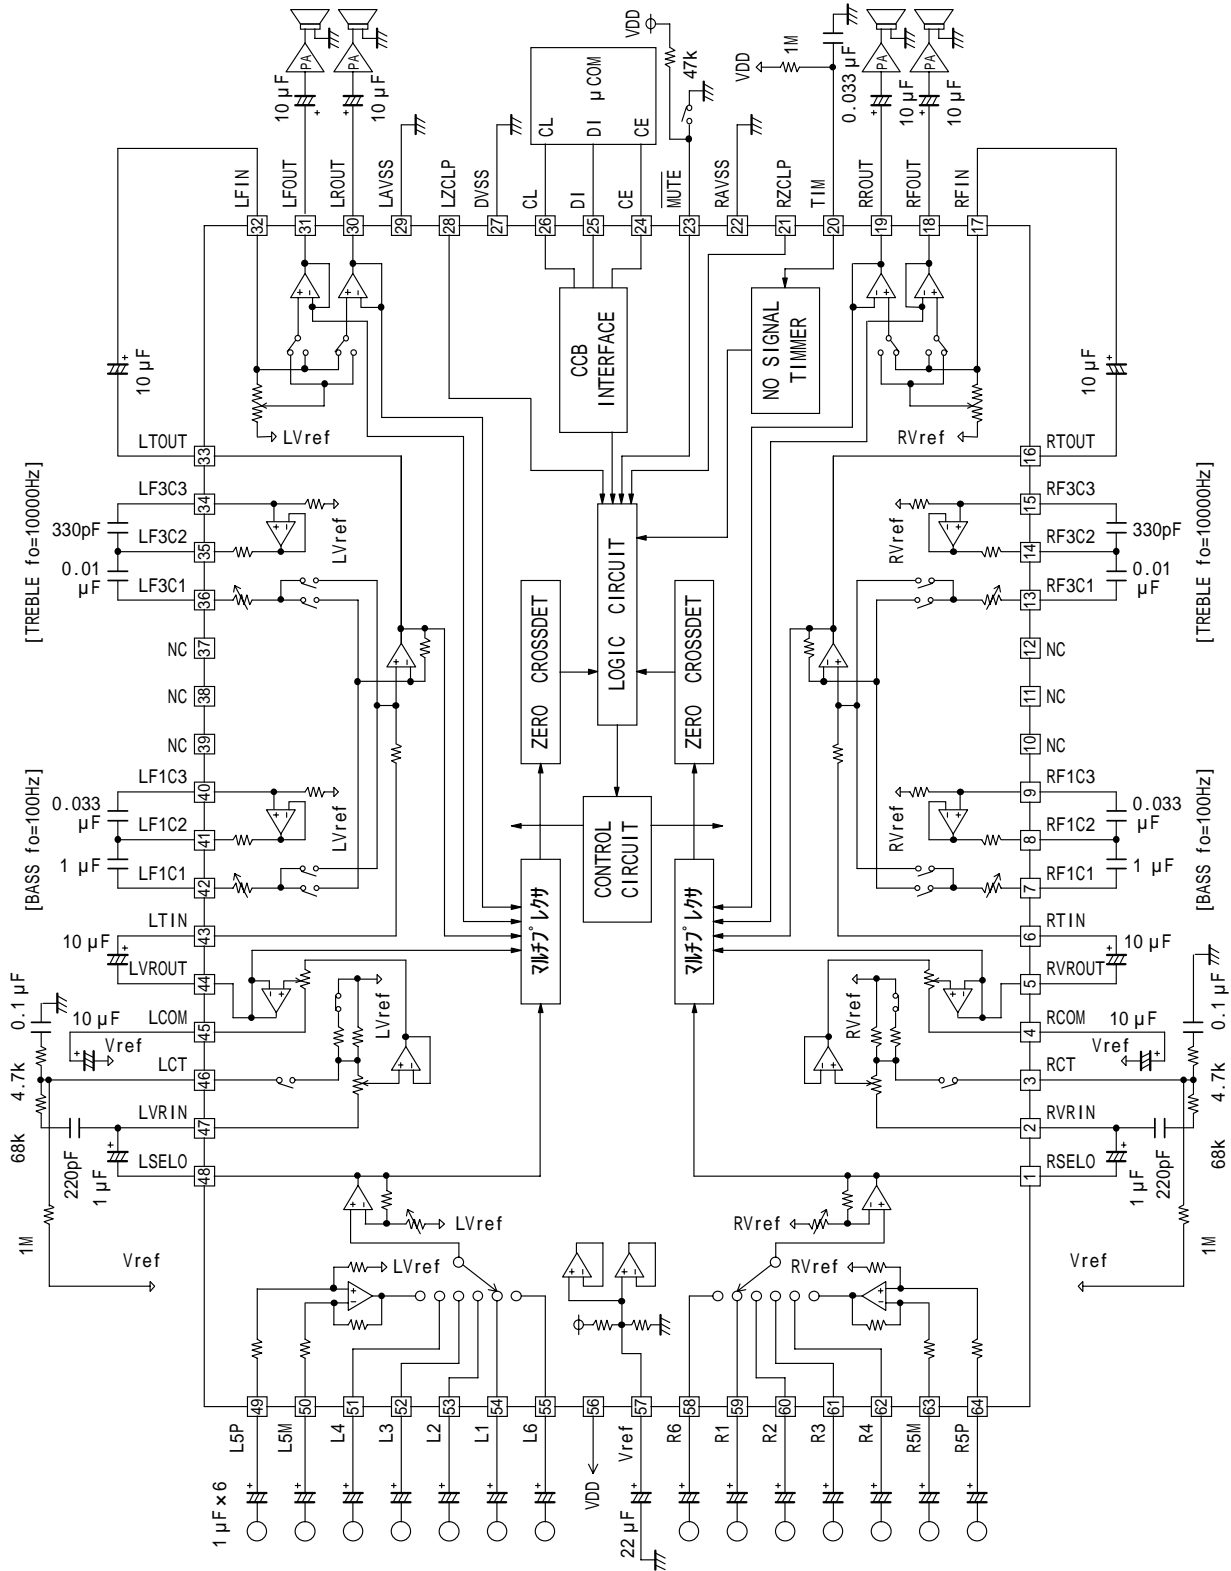 10 µF
PA
10 µF
PA
VDD
47k
µCOM
CL
DI
CE
VDD
1M
0.033 µF
PA
10 µF
PA
10 µF
LFIN
LFOUT
LROUT
LAVSS
LZCLP
DVSS
CL
DI
CE
MUTE
RAVSS
RZCLP
TIM
RROUT
RFOUT
RFIN
32
31
30
29
28
27
26
25
24
23
22
21
20
19
18
17
10 µF
CCB
INTERFACE
NO SIGNAL
TIMMER
10 µF
LVref
RVref
LTOUT
33
16
RTOUT
[TREBLE fo=10000Hz]
330pF
0.01
µF
LF3C3
34
LF3C2
35
LF3C1
36
LVref
LOGIC CIRCUIT
RVref
15
RF3C3
14
RF3C2
13
RF3C1
330pF
0.01
µF
[TREBLE fo=10000Hz]
NC
37
NC
38
NC
39
ZERO CROSSDET
ZERO CROSSDET
12
NC
11
NC
10
NC
[BASS fo=100Hz]
0.033
µF
1 µF
LF1C3
40
LF1C2
41
LF1C1
42
LVref
CONTROL
CIRCUIT
RVref
9
RF1C3
8
RF1C2
7
RF1C1
0.033
µF
1 µF
[BASS fo=100Hz]
マルチプレクサ
マルチプレクサ
LTIN
43
10 µF
LVROUT
44
LCOM
45
LCT
46
LVRIN
47
LSELO
48
0.1 µF
10 µF
Vref
4.7k
68k
220pF
1 µF
1M
Vref
LVref
LVref
LVref
RVref
RVref
RVref
6
RTIN
10 µF
5
RVROUT
4
RCOM
3
RCT
2
RVRIN
1
RSELO
0.1 µF
10 µF
Vref
4.7k
68k
220pF
1 µF
1M
Vref
49
50
51
52
53
54
55
56
57
58
59
60
61
62
63
64
L5P
L5M
L4
L3
L2
L1
L6
VDD
Vref
R6
R1
R2
R3
R4
R5M
R5P
1 µF×6
22 µF